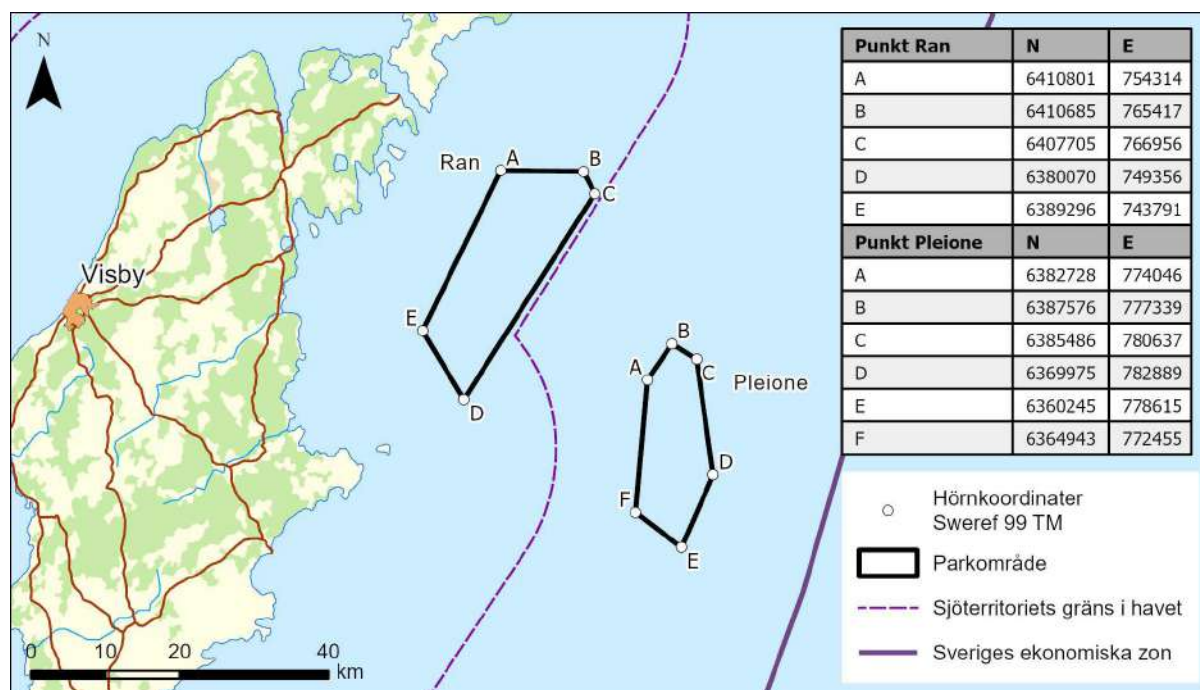 N
Visby
Ran
A
B
C
E
D
A
B
C
Pleione
D
F
E
0 10 20 40
km
Punkt Ran N E
A 6410801 754314
B 6410685 765417
C 6407705 766956
D 6380070 749356
E 6389296 743791
Punkt Pleione N E
A 6382728 774046
B 6387576 777339
C 6385486 780637
D 6369975 782889
E 6360245 778615
F 6364943 772455
Hörnkoordinater
Sweref 99 TM
Parkområde
Sjöterritoriets gräns i havet
Sveriges ekonomiska zon